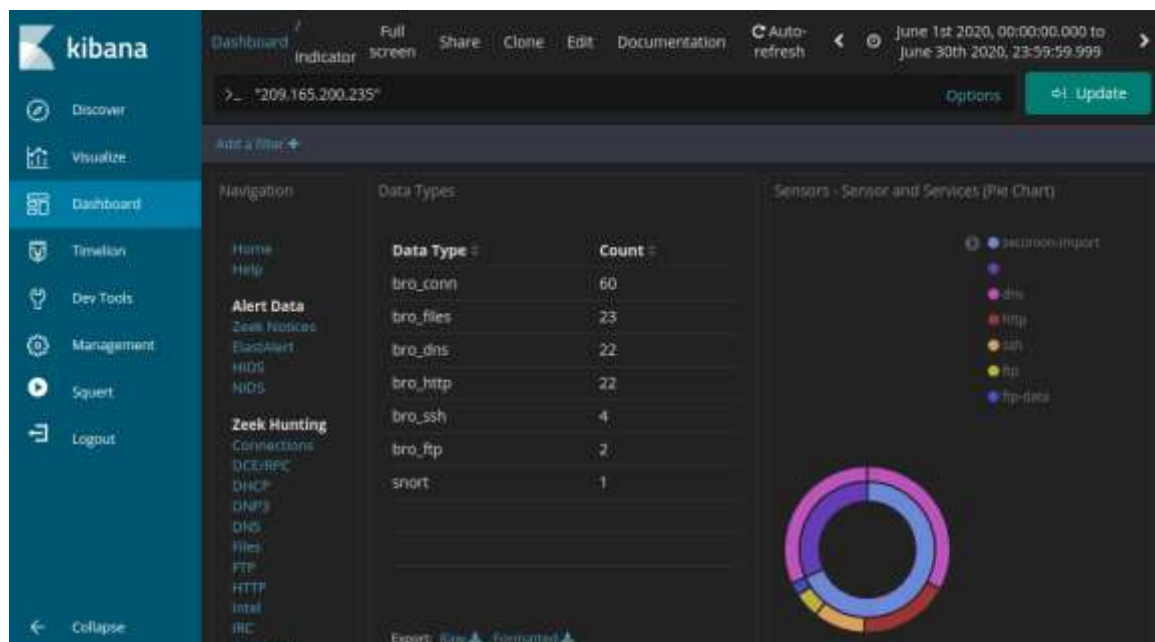 kibana
Discover
Visualize
Dashboard
Timelion
Dev Tools
Management
Squert
Logout
Collapse
Dashboard / Indicator
Full screen
Share
Clone
Edit
Documentation
Auto-refresh
June 1st 2020, 00:00:00.000 to
June 30th 2020, 23:59:59.999
>_ "209.165.200.235"
Options
Update
Add a filter +
Navigation
Home
Help
Alert Data
Zeek Notices
ElastAlert
HIDS
NIDS
Zeek Hunting
Connections
DCE/RPC
DHCP
DNP3
DNS
Files
FTP
HTTP
Intel
IRC
Data Types
Data Type Count
bro_conn 60
bro_files 23
bro_dns 22
bro_http 22
bro_ssh 4
bro_ftp 2
snort 1
Export: Raw Formatted
Sensors - Sensor and Services (Pie Chart)
seconion-import
dns
http
ssh
ftp
ftp-data